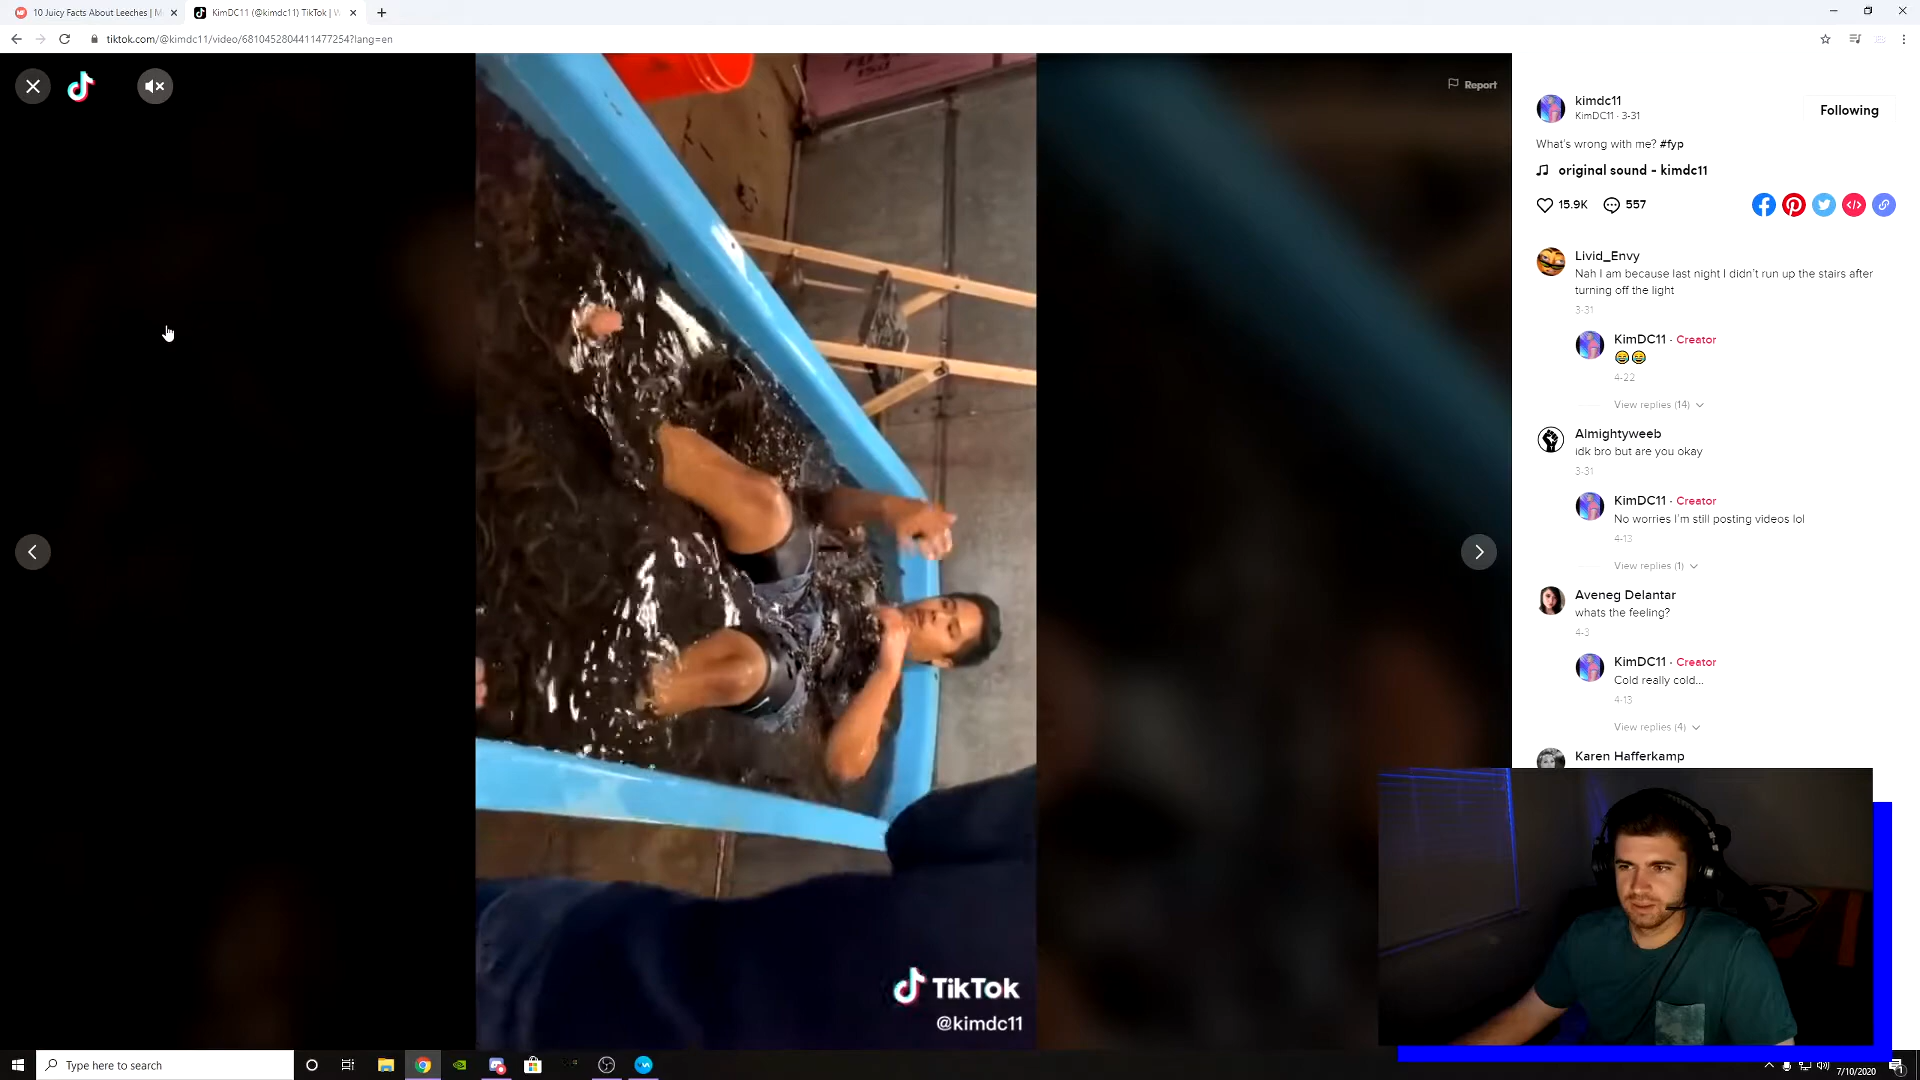 10 Juicy Facts About Leeches | M
KimDC11 (@kimdc11) TikTok | W
tiktok.com/@kimdc11/video/6810452804411477254?lang=en
Report
kimdc11
KimDC11 · 3-31
Following
What's wrong with me? #fyp
original sound - kimdc11
15.9K
557
Livid_Envy
Nah I am because last night I didn't run up the stairs after
turning off the light
3-31
KimDC11 · Creator
😂😂
4-22
View replies (14)
Almightyweeb
idk bro but are you okay
3-31
KimDC11 · Creator
No worries I'm still posting videos lol
4-13
View replies (1)
Aveneg Delantar
whats the feeling?
4-3
KimDC11 · Creator
Cold really cold...
4-13
View replies (4)
Karen Hafferkamp
TikTok
@kimdc11
Type here to search
7/10/2020